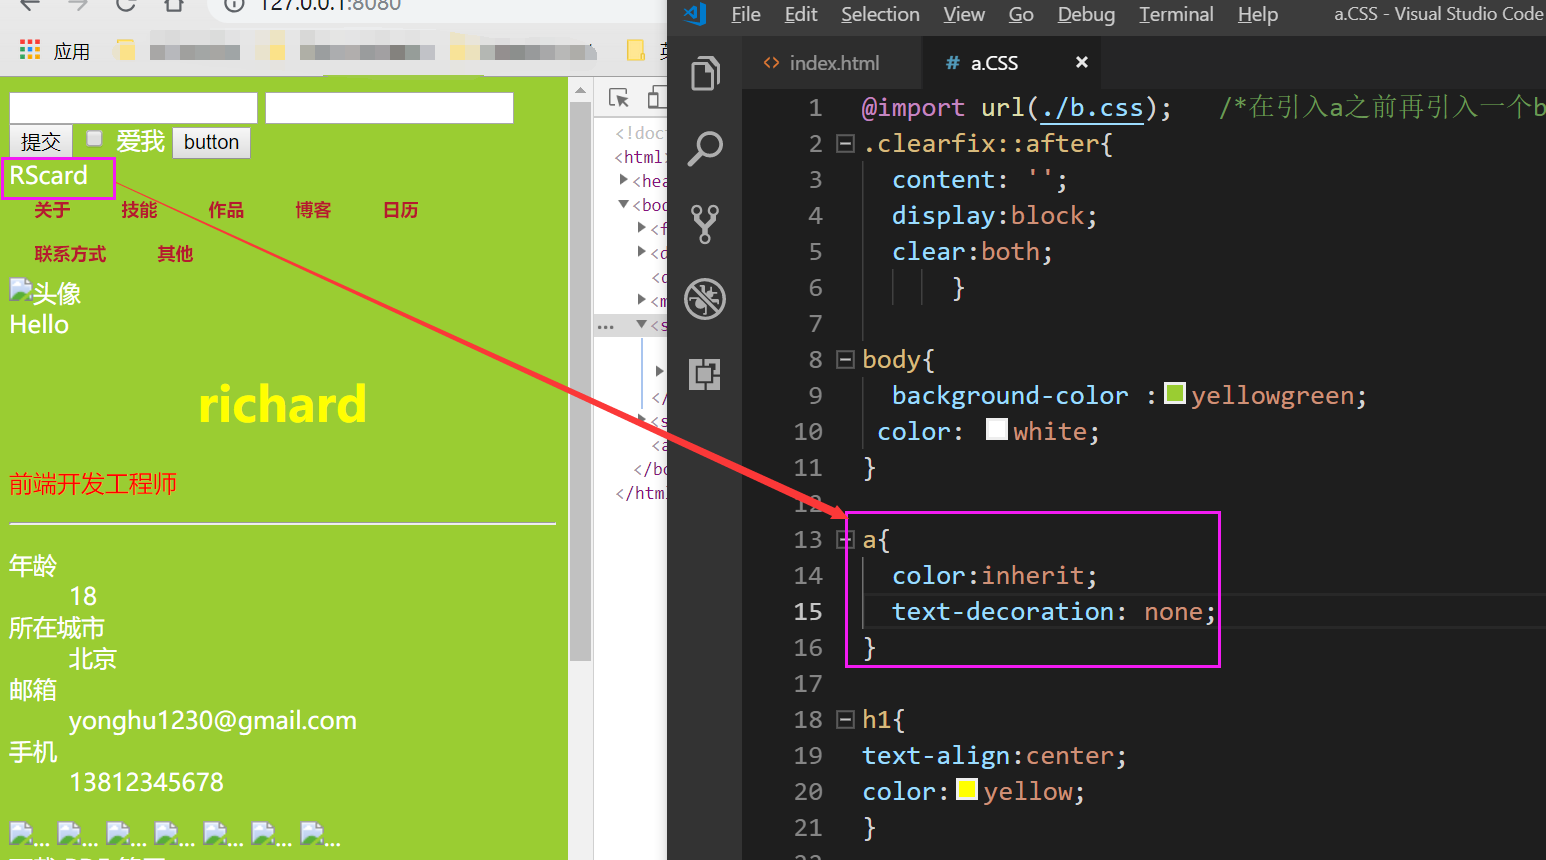 127.0.0.1:8080
应用
提交 爱我 button
RScard
关于 技能 作品 博客 日历
联系方式 其他
头像
Hello
richard
前端开发工程师
年龄
18
所在城市
北京
邮箱
yonghu1230@gmail.com
手机
13812345678
... ... ... ... ... ... ...
<!doc
<html
<hea
<bod
<f
<d
<d
<m
... <s
</
<s
<a
</bo
</html
File Edit Selection View Go Debug Terminal Help a.CSS - Visual Studio Code
<> index.html # a.CSS ×
1 @import url(./b.css); /*在引入a之前再引入一个b
2 .clearfix::after{
3 content: '';
4 display:block;
5 clear:both;
6 }
7
8 body{
9 background-color :yellowgreen;
10 color: white;
11 }
12
13 a{
14 color:inherit;
15 text-decoration: none;
16 }
17
18 h1{
19 text-align:center;
20 color:yellow;
21 }